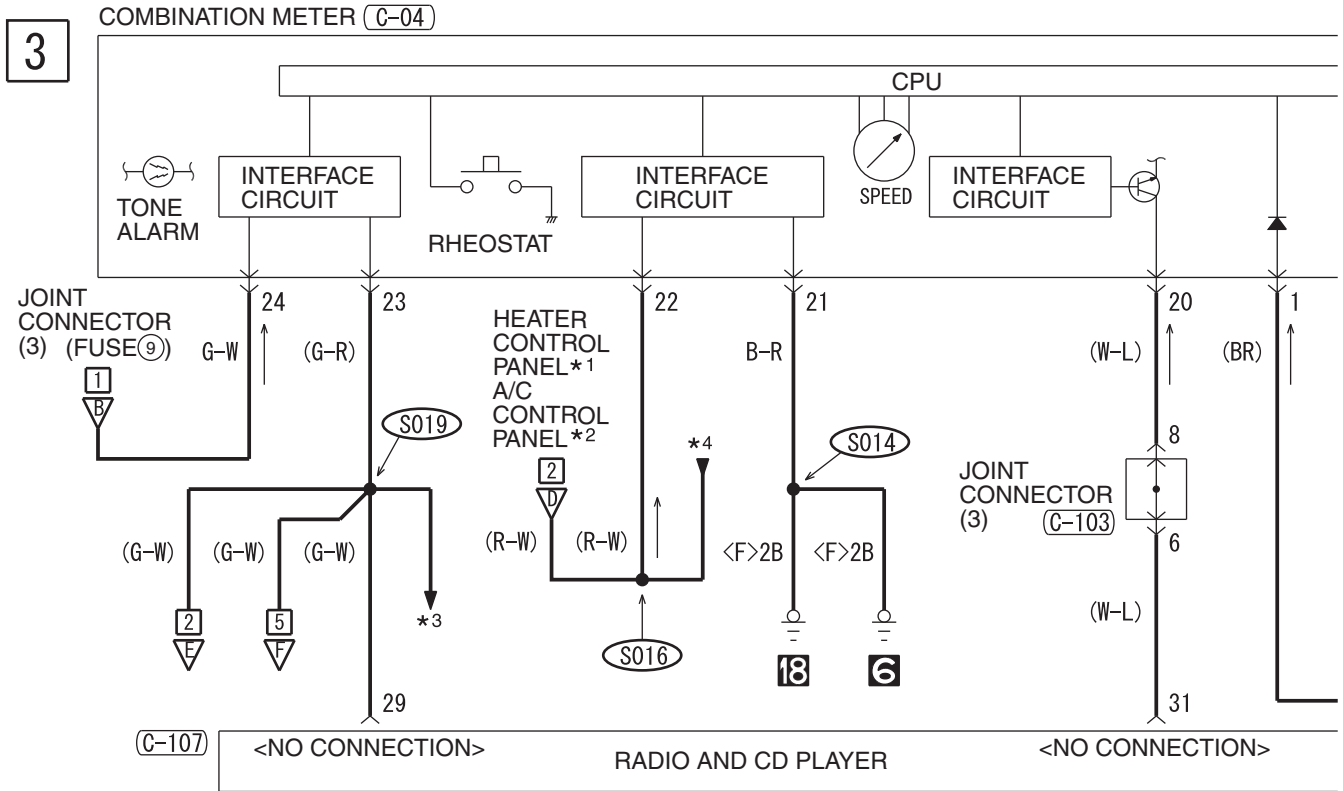 COMBINATION METER (C-04)
3
CPU
TONE
ALARM
INTERFACE
CIRCUIT
RHEOSTAT
INTERFACE
CIRCUIT
SPEED
INTERFACE
CIRCUIT
24
23
22
21
20
1
JOINT
CONNECTOR
(3) (FUSE⑨)
G-W
(G-R)
HEATER
CONTROL
PANEL*1
A/C
CONTROL
PANEL*2
B-R
(W-L)
(BR)
1
B
S019
2
D
*4
S014
8
JOINT
CONNECTOR
(3)
C-103
6
(G-W)
(G-W)
(G-W)
(R-W)
(R-W)
<F>2B
<F>2B
2
E
5
F
*3
S016
18
6
(W-L)
29
31
C-107
<NO CONNECTION>
RADIO AND CD PLAYER
<NO CONNECTION>